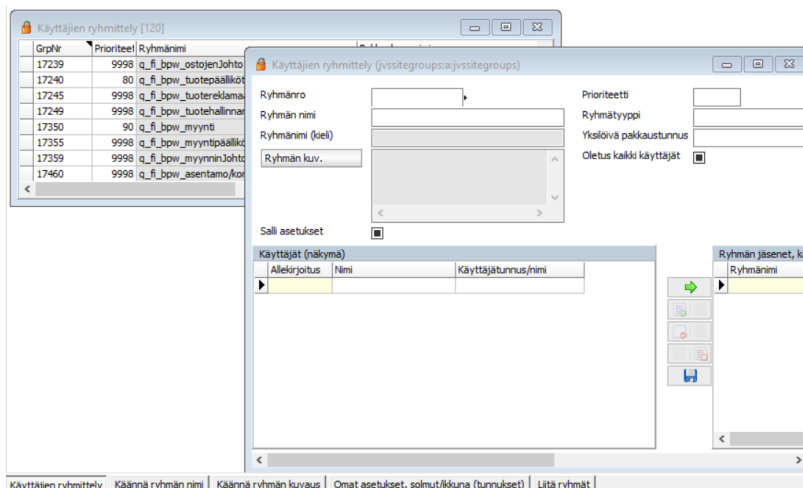 Käyttäjien ryhmittely [120]
GrpNr Prioriteet Ryhmänimi
17239 9998 q_fi_bpw_ostojenJohto
17240 80 q_fi_bpw_tuotepäälliköt
17245 9998 q_fi_bpw_tuotereklamaa
17249 9998 q_fi_bpw_tuotehallinnan
17350 90 q_fi_bpw_myynti
17355 9998 q_fi_bpw_myyntipäällikö
17359 9998 q_fi_bpw_myynninJohto
17460 9998 q_fi_bpw_asentamo/kor
Käyttäjien ryhmittely (jvssitegroups:a:jvssitegroups)
Ryhmänro
Prioriteetti
Ryhmän nimi
Ryhmätyyppi
Ryhmänimi (kieli)
Yksilöivä pakkaustunnus
Ryhmän kuv.
Oletus kaikki käyttäjät
Salli asetukset
Käyttäjät (näkymä)
Ryhmän jäsenet, kä
Allekirjoitus Nimi Käyttäjätunnus/nimi
Ryhmänimi
Käyttäjien ryhmittely Käännä ryhmän nimi Käännä ryhmän kuvaus Omat asetukset, solmut/ikkuna (tunnukset) Liitä ryhmät